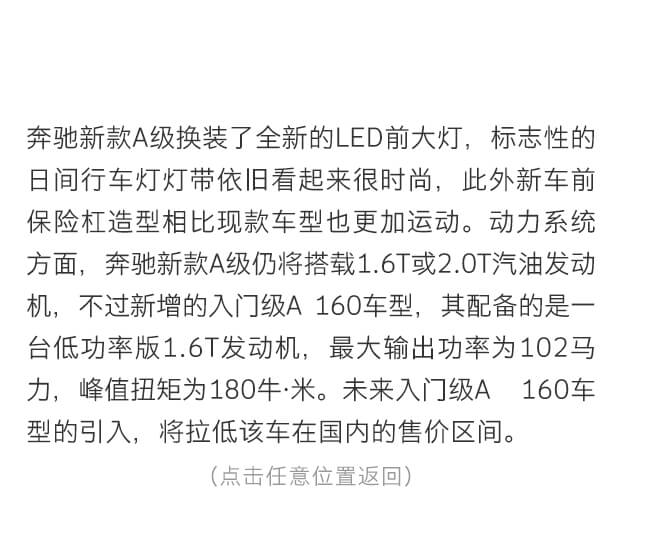 奔驰新款A级换装了全新的LED前大灯，标志性的
日间行车灯灯带依旧看起来很时尚，此外新车前
保险杠造型相比现款车型也更加运动。动力系统
方面，奔驰新款A级仍将搭载1.6T或2.0T汽油发动
机，不过新增的入门级A 160车型，其配备的是一
台低功率版1.6T发动机，最大输出功率为102马
力，峰值扭矩为180牛·米。未来入门级A 160车
型的引入，将拉低该车在国内的售价区间。
（点击任意位置返回）